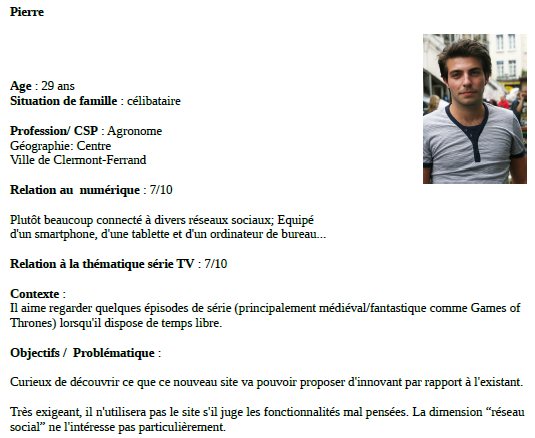 Pierre
Age : 29 ans
Situation de famille : célibataire
Profession/ CSP : Agronome
Géographie: Centre
Ville de Clermont-Ferrand
Relation au numérique : 7/10
Plutôt beaucoup connecté à divers réseaux sociaux; Equipé
d'un smartphone, d'une tablette et d'un ordinateur de bureau...
Relation à la thématique série TV : 7/10
Contexte :
Il aime regarder quelques épisodes de série (principalement médiéval/fantastique comme Games of
Thrones) lorsqu'il dispose de temps libre.
Objectifs / Problématique :
Curieux de découvrir ce que ce nouveau site va pouvoir proposer d'innovant par rapport à l'existant.
Très exigeant, il n'utilisera pas le site s'il juge les fonctionnalités mal pensées. La dimension “réseau
social” ne l'intéresse pas particulièrement.